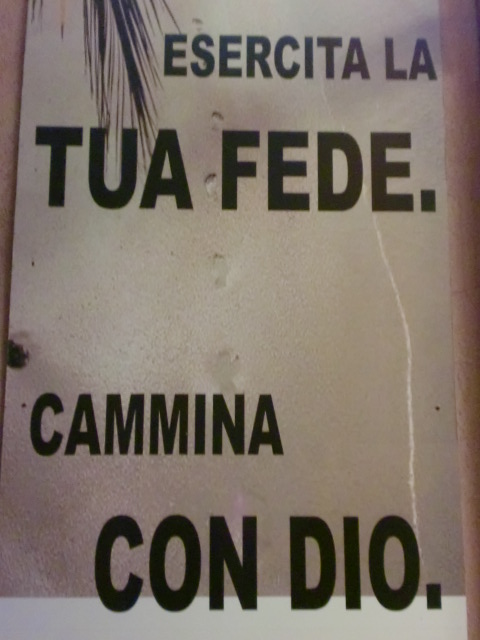 ESERCITA LA
TUA FEDE.
CAMMINA
CON DIO.